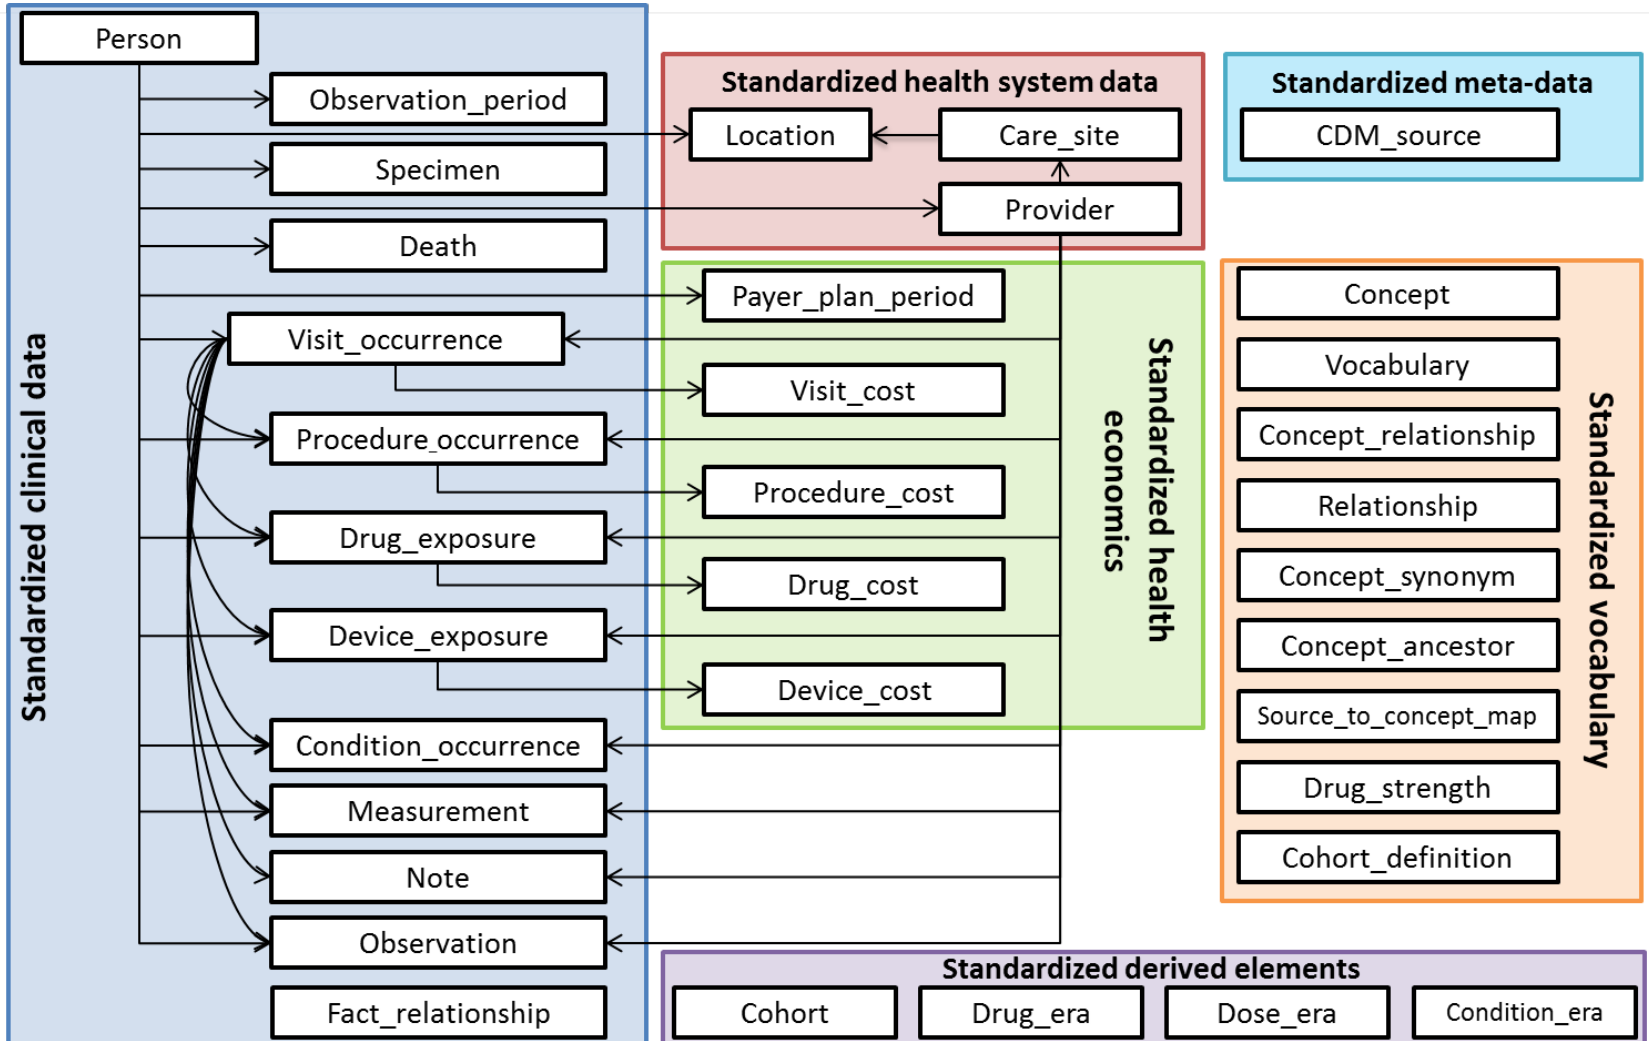 Person
Observation_period
Specimen
Death
Visit_occurrence
Procedure_occurrence
Drug_exposure
Device_exposure
Condition_occurrence
Measurement
Note
Observation
Fact_relationship
Standardized clinical data
Standardized health system data
Location
Care_site
Provider
Payer_plan_period
Visit_cost
Procedure_cost
Drug_cost
Device_cost
Standardized health
economics
Standardized meta-data
CDM_source
Concept
Vocabulary
Concept_relationship
Relationship
Concept_synonym
Concept_ancestor
Source_to_concept_map
Drug_strength
Cohort_definition
Standardized vocabulary
Standardized derived elements
Cohort
Drug_era
Dose_era
Condition_era